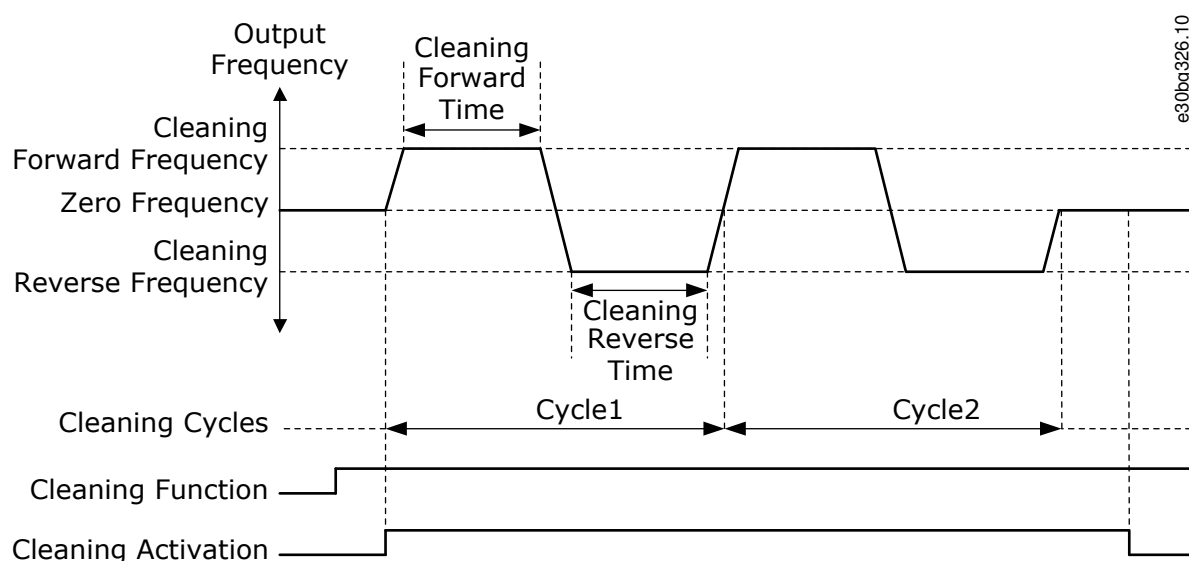 Output
Frequency
Cleaning
Forward
Time
e30bg326.10
Cleaning
Forward Frequency
Zero Frequency
Cleaning
Reverse Frequency
Cleaning
Reverse
Time
Cleaning Cycles
Cycle1
Cycle2
Cleaning Function
Cleaning Activation